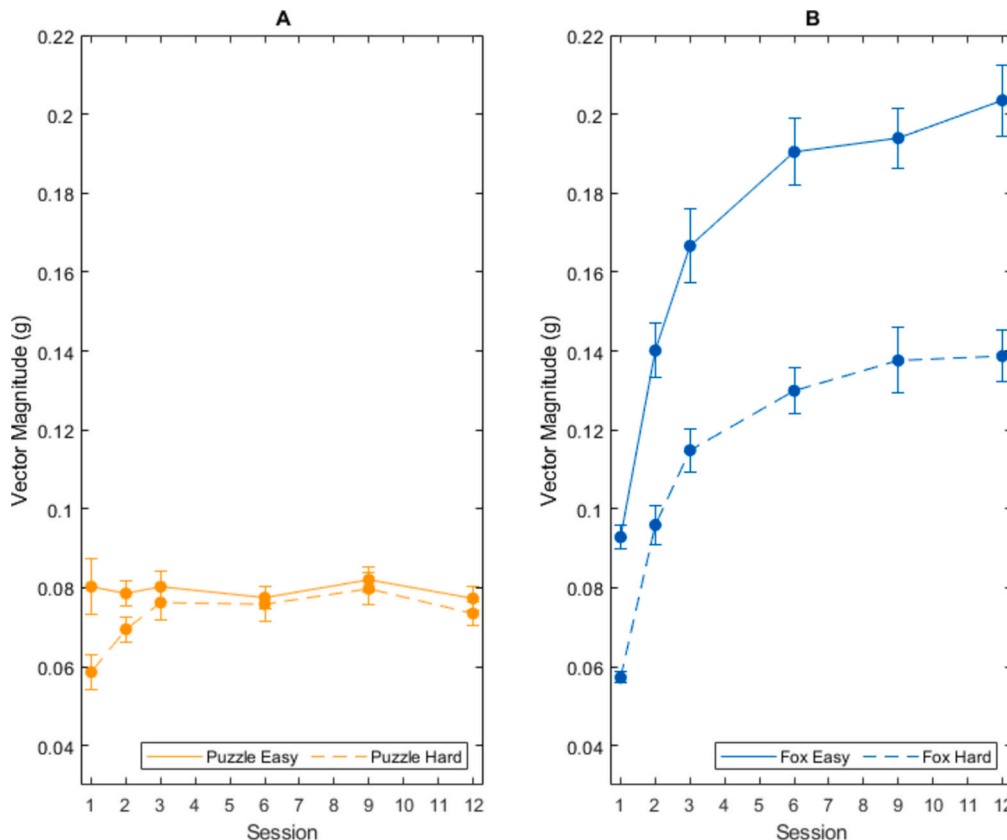 A
0.22
0.2
0.18
0.16
0.14
0.12
0.1
0.08
0.06
0.04
Vector Magnitude (g)
Puzzle Easy Puzzle Hard
1 2 3 4 5 6 7 8 9 10 11 12
Session
B
0.22
0.2
0.18
0.16
0.14
0.12
0.1
0.08
0.06
0.04
Vector Magnitude (g)
Fox Easy Fox Hard
1 2 3 4 5 6 7 8 9 10 11 12
Session